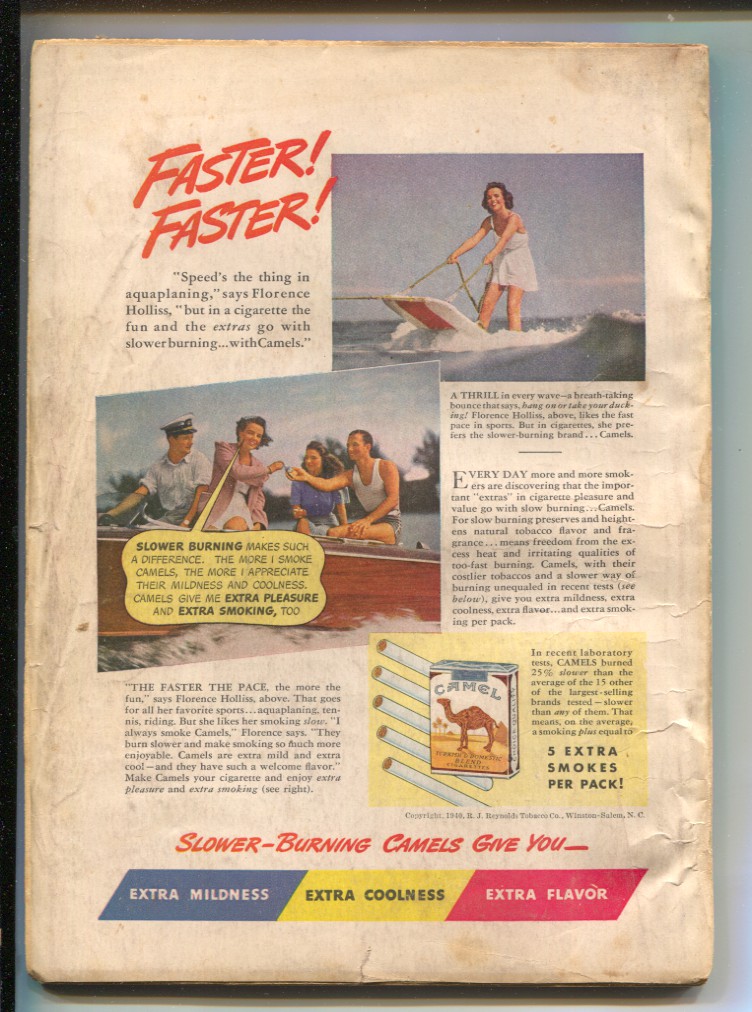 FASTER!
FASTER!
"Speed's the thing in
aquaplaning," says Florence
Holliss, "but in a cigarette the
fun and the extras go with
slower burning...with Camels."
A THRILL in every wave—a breath-taking
bounce that says, hang on or take your duck-
ing! Florence Holliss, above, likes the fast
pace in sports. But in cigarettes, she pre-
fers the slower-burning brand...Camels.
SLOWER BURNING MAKES SUCH
A DIFFERENCE. THE MORE I SMOKE
CAMELS, THE MORE I APPRECIATE
THEIR MILDNESS AND COOLNESS.
CAMELS GIVE ME EXTRA PLEASURE
AND EXTRA SMOKING, TOO
EVERY DAY more and more smok-
ers are discovering that the impor-
tant "extras" in cigarette pleasure and
value go with slow burning...Camels.
For slow burning preserves and height-
ens natural tobacco flavor and fra-
grance...means freedom from the ex-
cess heat and irritating qualities of
too-fast burning. Camels, with their
costlier tobaccos and a slower way of
burning unequaled in recent tests (see
below), give you extra mildness, extra
coolness, extra flavor...and extra smok-
ing per pack.
"THE FASTER THE PACE, the more the
fun," says Florence Holliss, above. That goes
for all her favorite sports...aquaplaning, ten-
nis, riding. But she likes her smoking slow. "I
always smoke Camels," Florence says. "They
burn slower and make smoking so much more
enjoyable. Camels are extra mild and extra
cool—and they have such a welcome flavor."
Make Camels your cigarette and enjoy extra
pleasure and extra smoking (see right).
CAMEL
TURKISH & DOMESTIC
BLEND
CIGARETTES
In recent laboratory
tests, CAMELS burned
25% slower than the
average of the 15 other
of the largest-selling
brands tested—slower
than any of them. That
means, on the average,
a smoking plus equal to
5 EXTRA
SMOKES
PER PACK!
Copyright, 1940, R. J. Reynolds Tobacco Co., Winston-Salem, N. C.
SLOWER-BURNING CAMELS GIVE YOU—
EXTRA MILDNESS EXTRA COOLNESS EXTRA FLAVOR